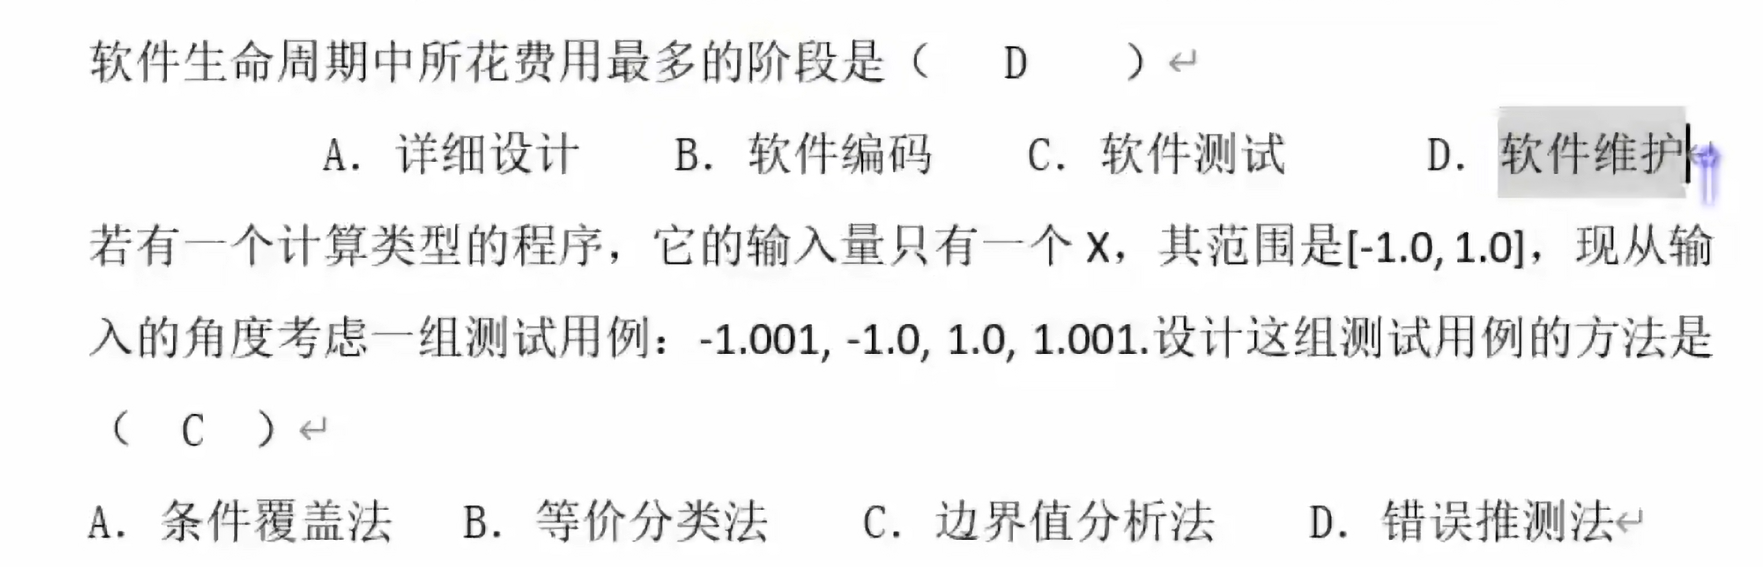 软件生命周期中所花费用最多的阶段是（ D ）↵
A. 详细设计 B. 软件编码 C. 软件测试 D. 软件维护
若有一个计算类型的程序，它的输入量只有一个 X，其范围是[-1.0, 1.0]，现从输
入的角度考虑一组测试用例：-1.001, -1.0, 1.0, 1.001.设计这组测试用例的方法是
（ C ）↵
A. 条件覆盖法 B. 等价分类法 C. 边界值分析法 D. 错误推测法↵